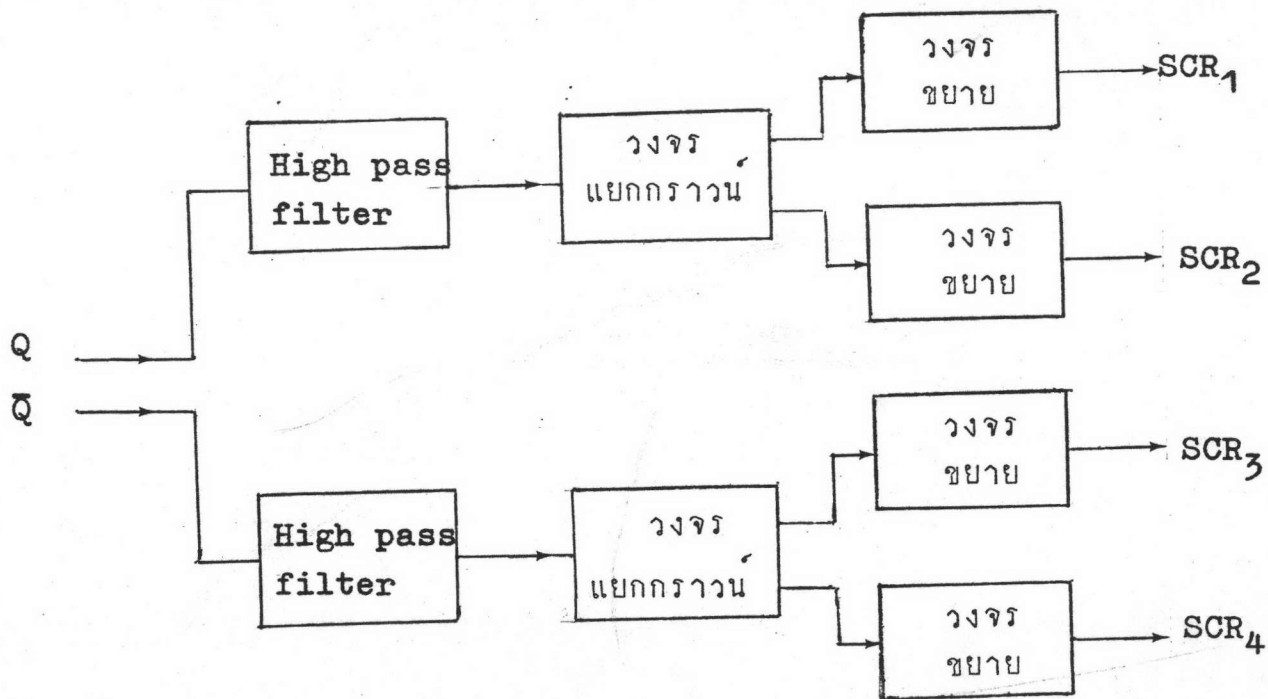 วงจร
ขยาย
SCR₁
High pass
filter
วงจร
แยกกราวน์
วงจร
ขยาย
SCR₂
Q
Q̄
วงจร
ขยาย
SCR₃
High pass
filter
วงจร
แยกกราวน์
วงจร
ขยาย
SCR₄